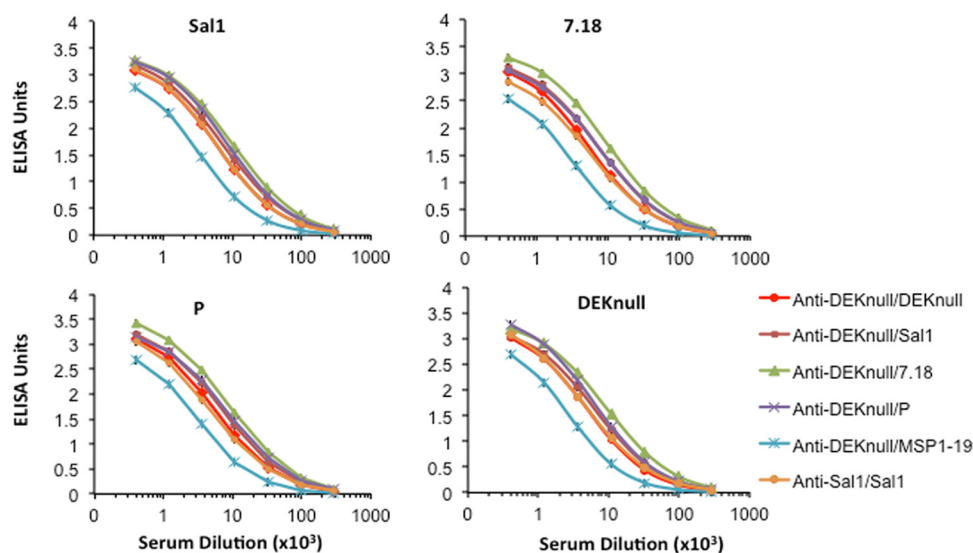 Sal1
ELISA Units
4
3.5
3
2.5
2
1.5
1
0.5
0
0 1 10 100 1000
7.18
4
3.5
3
2.5
2
1.5
1
0.5
0
0 1 10 100 1000
P
ELISA Units
4
3.5
3
2.5
2
1.5
1
0.5
0
0 1 10 100 1000
Serum Dilution (x10³)
DEKnull
4
3.5
3
2.5
2
1.5
1
0.5
0
0 1 10 100 1000
Serum Dilution (x10³)
Anti-DEKnull/DEKnull
Anti-DEKnull/Sal1
Anti-DEKnull/7.18
Anti-DEKnull/P
Anti-DEKnull/MSP1-19
Anti-Sal1/Sal1